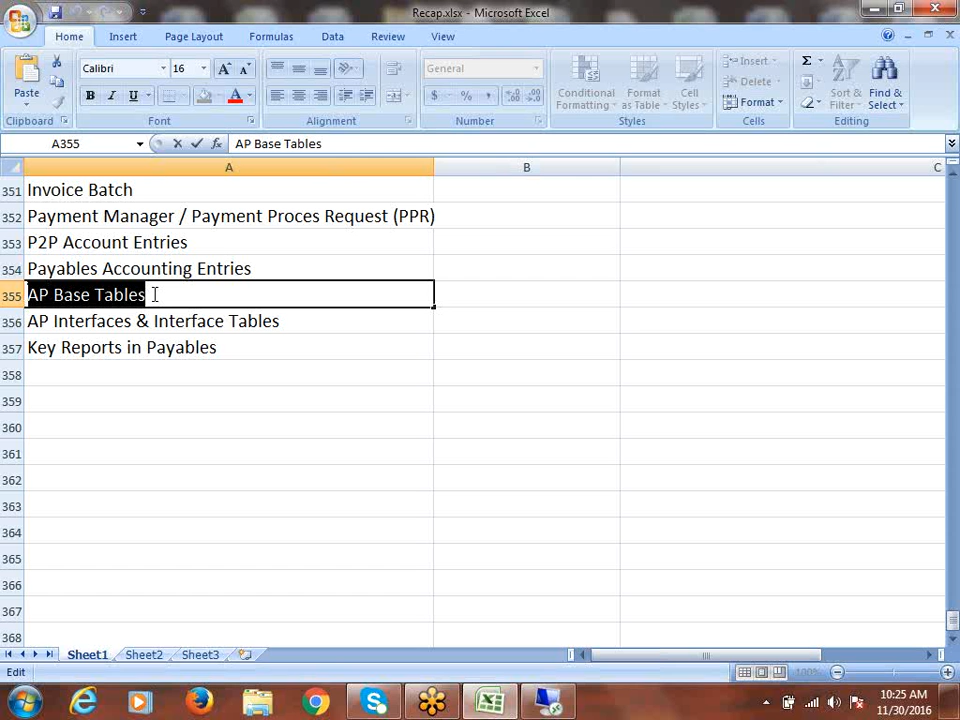 Recap.xlsx - Microsoft Excel
Home Insert Page Layout Formulas Data Review View
Paste
Calibri 16
General
B I U A
$ % ,
Conditional Formatting
Format as Table
Cell Styles
Insert
Delete
Format
Sort & Filter
Find & Select
Clipboard Font Alignment Number Styles Cells Editing
A355 fx AP Base Tables
A B C
351 Invoice Batch
352 Payment Manager / Payment Proces Request (PPR)
353 P2P Account Entries
354 Payables Accounting Entries
355 AP Base Tables
356 AP Interfaces & Interface Tables
357 Key Reports in Payables
358
359
360
361
362
363
364
365
366
367
368
Sheet1 Sheet2 Sheet3
Edit 100%
10:25 AM
11/30/2016